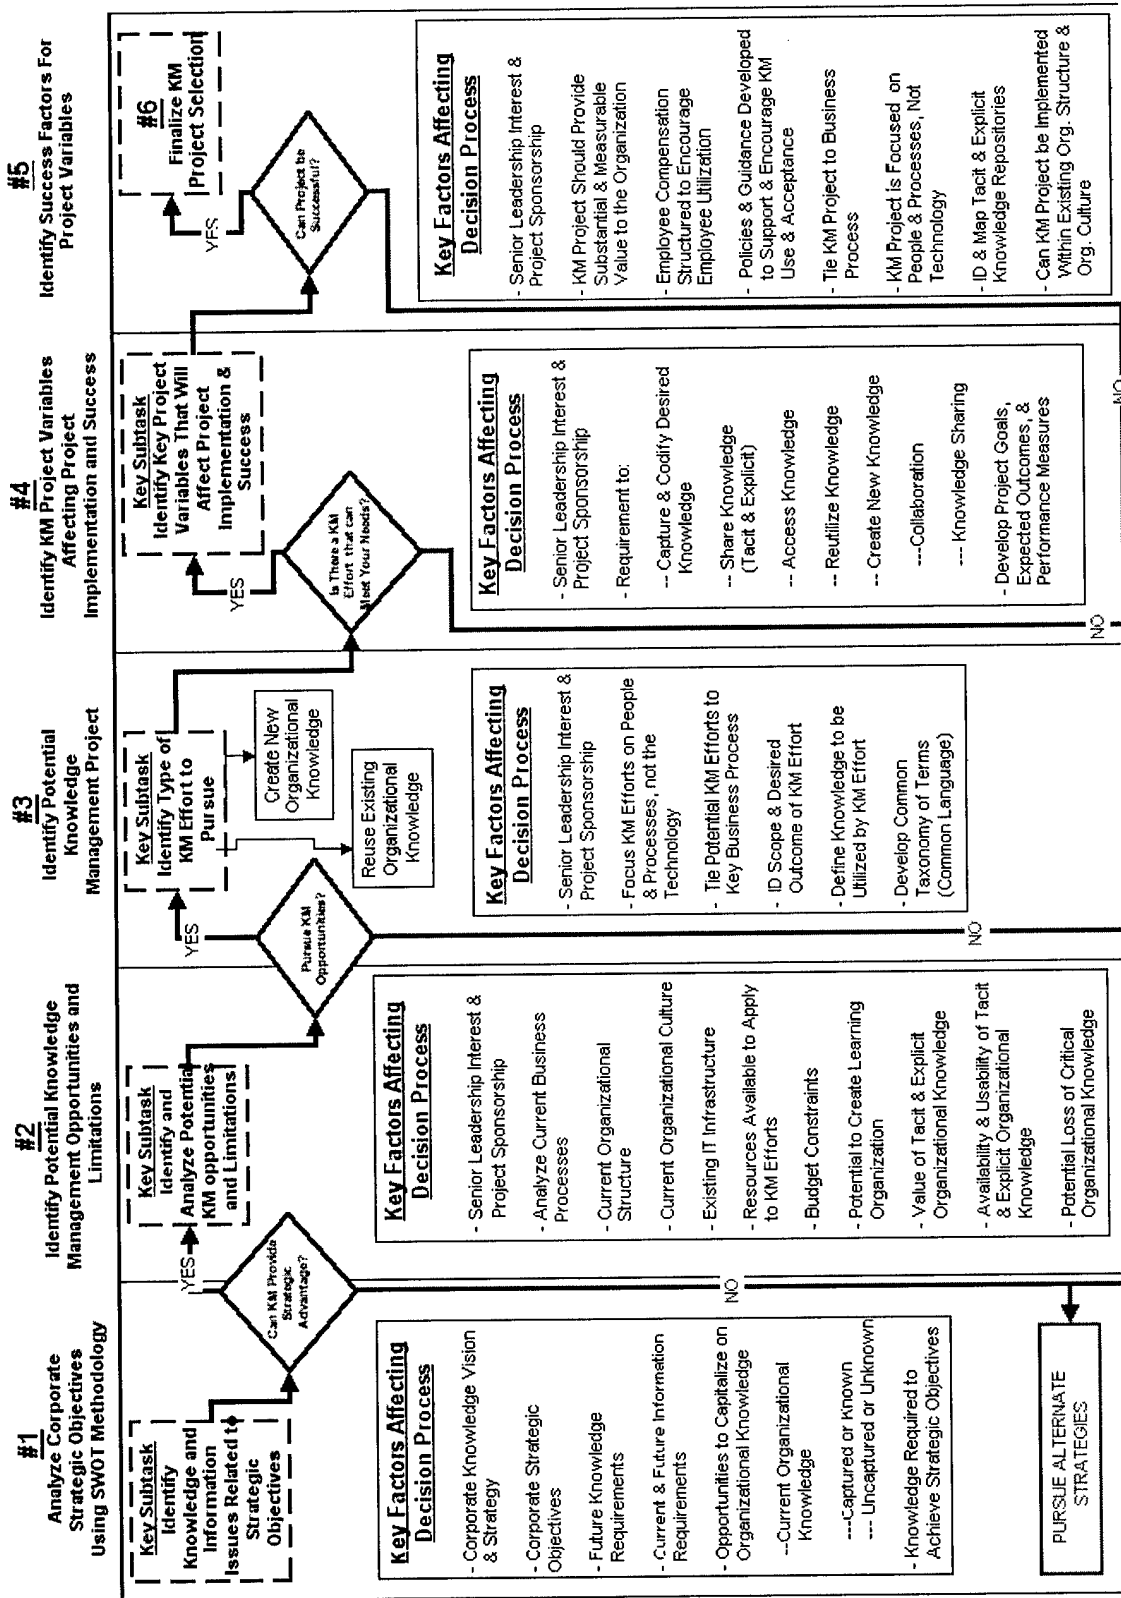 #1
Analyze Corporate
Strategic Objectives
Using SWOT Methodology
Key Subtask
Identify
Knowledge and
Information
Issues Related to
Strategic
Objectives
Can KM Provide
Strategic
Advantage?
YES
NO
Key Factors Affecting
Decision Process
- Corporate Knowledge Vision
& Strategy
- Corporate Strategic
Objectives
- Future Knowledge
Requirements
- Current & Future Information
Requirements
- Opportunities to Capitalize on
Organizational Knowledge
--Current Organizational
Knowledge
---Captured or Known
--- Uncaptured or Unknown
- Knowledge Required to
Achieve Strategic Objectives
PURSUE ALTERNATE
STRATEGIES
#2
Identify Potential Knowledge
Management Opportunities and
Limitations
Key Subtask
Identify and
Analyze Potential
KM opportunities
and Limitations
Pursue KM
Opportunities?
YES
NO
Key Factors Affecting
Decision Process
- Senior Leadership Interest &
Project Sponsorship
- Analyze Current Business
Processes
- Current Organizational
Structure
- Current Organizational Culture
- Existing IT Infrastructure
- Resources Available to Apply
to KM Efforts
- Budget Constraints
- Potential to Create Learning
Organization
- Value of Tacit & Explicit
Organizational Knowledge
- Availability & Usability of Tacit
& Explicit Organizational
Knowledge
- Potential Loss of Critical
Organizational Knowledge
#3
Identify Potential
Knowledge
Management Project
Key Subtask
Identify Type of
KM Effort to
Pursue
Reuse Existing
Organizational
Knowledge
Create New
Organizational
Knowledge
Is There a KM
Effort that can
Meet Your Needs?
YES
NO
Key Factors Affecting
Decision Process
- Senior Leadership Interest &
Project Sponsorship
- Focus KM Efforts on People
& Processes, not the
Technology
- Tie Potential KM Efforts to
Key Business Process
- ID Scope & Desired
Outcome of KM Effort
- Define Knowledge to be
Utilized by KM Effort
- Develop Common
Taxonomy of Terms
(Common Language)
#4
Identify KM Project Variables
Affecting Project
Implementation and Success
Key Subtask
Identify Key Project
Variables That Will
Affect Project
Implementation &
Success
Key Factors Affecting
Decision Process
- Senior Leadership Interest &
Project Sponsorship
- Requirement to:
-- Capture & Codify Desired
Knowledge
-- Share Knowledge
(Tacit & Explicit)
-- Access Knowledge
-- Reutilize Knowledge
-- Create New Knowledge
---Collaboration
--- Knowledge Sharing
- Develop Project Goals,
Expected Outcomes, &
Performance Measures
#5
Identify Success Factors For
Project Variables
Can Project be
Successful?
YES
NO
#6
Finalize KM
Project Selection
Key Factors Affecting
Decision Process
- Senior Leadership Interest &
Project Sponsorship
- KM Project Should Provide
Substantial & Measurable
Value to the Organization
- Employee Compensation
Structured to Encourage
Employee Utilization
- Policies & Guidance Developed
to Support & Encourage KM
Use & Acceptance
- Tie KM Project to Business
Process
- KM Project is Focused on
People & Processes, Not
Technology
- ID & Map Tacit & Explicit
Knowledge Repositories
- Can KM Project be Implemented
Within Existing Org. Structure &
Org. Culture